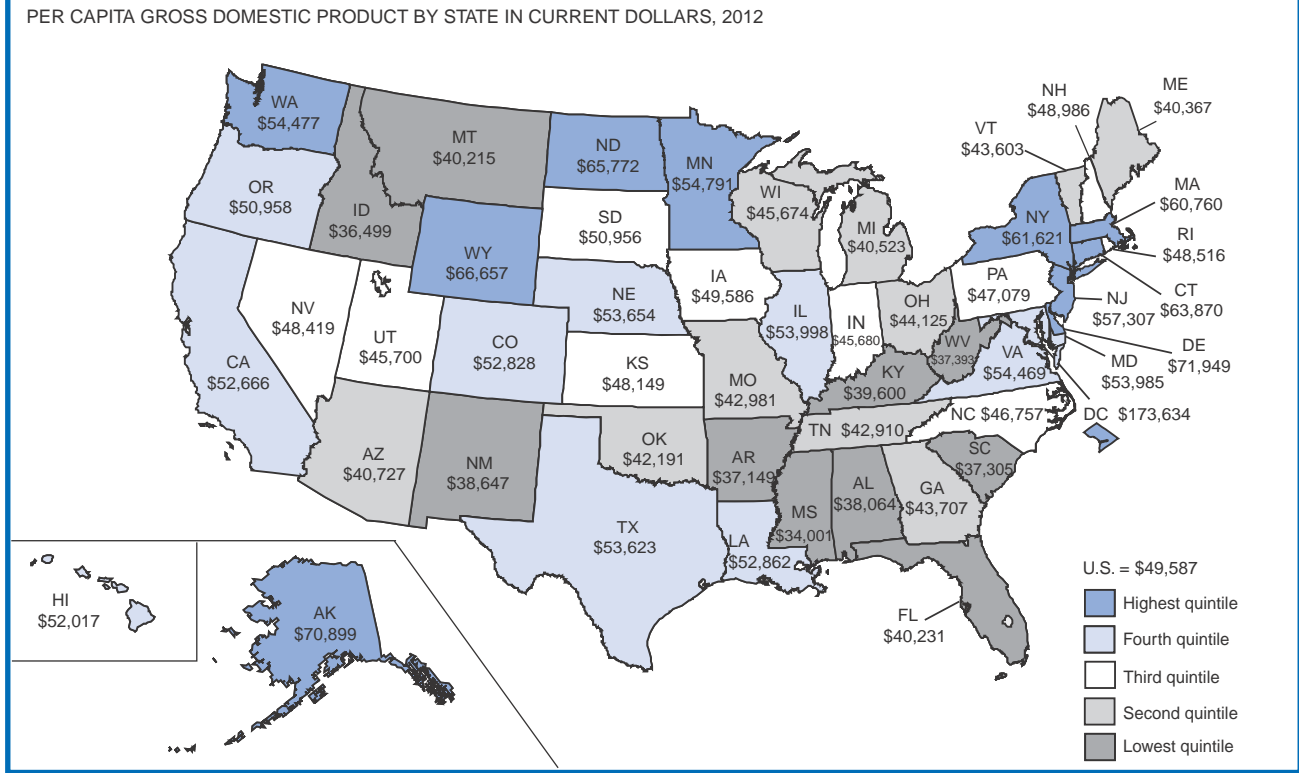 PER CAPITA GROSS DOMESTIC PRODUCT BY STATE IN CURRENT DOLLARS, 2012
WA
$54,477
MT
$40,215
ND
$65,772
MN
$54,791
NH
$48,986
ME
$40,367
VT
$43,603
OR
$50,958
ID
$36,499
SD
$50,956
WI
$45,674
MI
$40,523
NY
$61,621
MA
$60,760
RI
$48,516
WY
$66,657
IA
$49,586
PA
$47,079
CT
$63,870
NJ
$57,307
NV
$48,419
UT
$45,700
NE
$53,654
IL
$53,998
IN
$45,680
OH
$44,125
DE
$71,949
MD
$53,985
CA
$52,666
CO
$52,828
KS
$48,149
MO
$42,981
KY
$39,600
WV
$37,393
VA
$54,469
DC $173,634
NC $46,757
TN $42,910
AZ
$40,727
NM
$38,647
OK
$42,191
AR
$37,149
SC
$37,305
MS
$34,001
AL
$38,064
GA
$43,707
TX
$53,623
LA
$52,862
FL
$40,231
HI
$52,017
AK
$70,899
U.S. = $49,587
Highest quintile
Fourth quintile
Third quintile
Second quintile
Lowest quintile